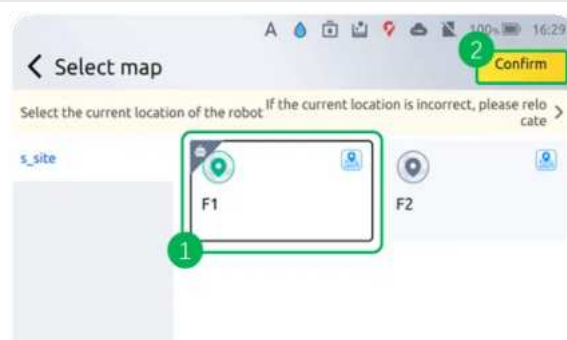 A 100% 16:29
Select map
2
Confirm
Select the current location of the robot
If the current location is incorrect, please relo
cate
s_site
F1
F2
1